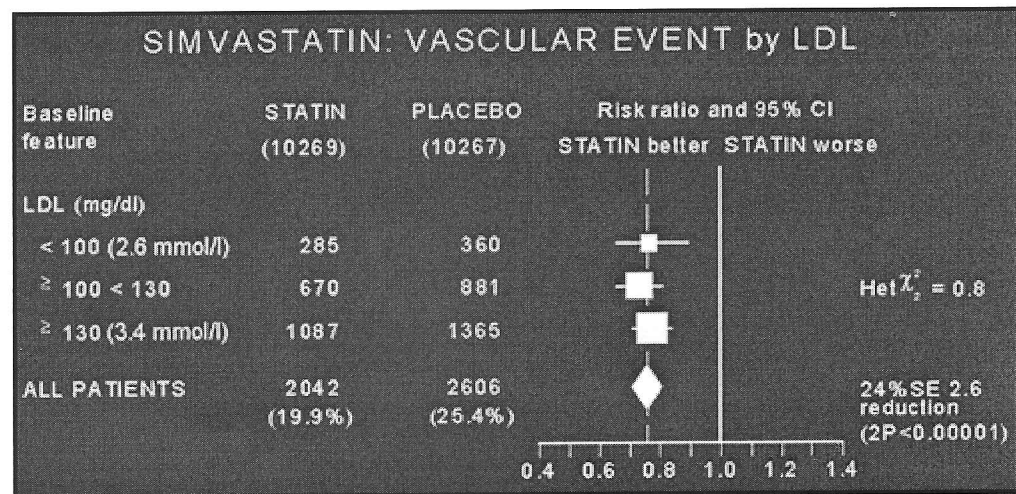 SIMVASTATIN: VASCULAR EVENT by LDL
Baseline feature STATIN (10269) PLACEBO (10267) Risk ratio and 95% CI
STATIN better STATIN worse
LDL (mg/dl)
< 100 (2.6 mmol/l) 285 360
≥ 100 < 130 670 881 Het χ²₂ = 0.8
≥ 130 (3.4 mmol/l) 1087 1365
ALL PATIENTS 2042 2606 24%SE 2.6
(19.9%) (25.4%) reduction
(2P<0.00001)
0.4 0.6 0.8 1.0 1.2 1.4